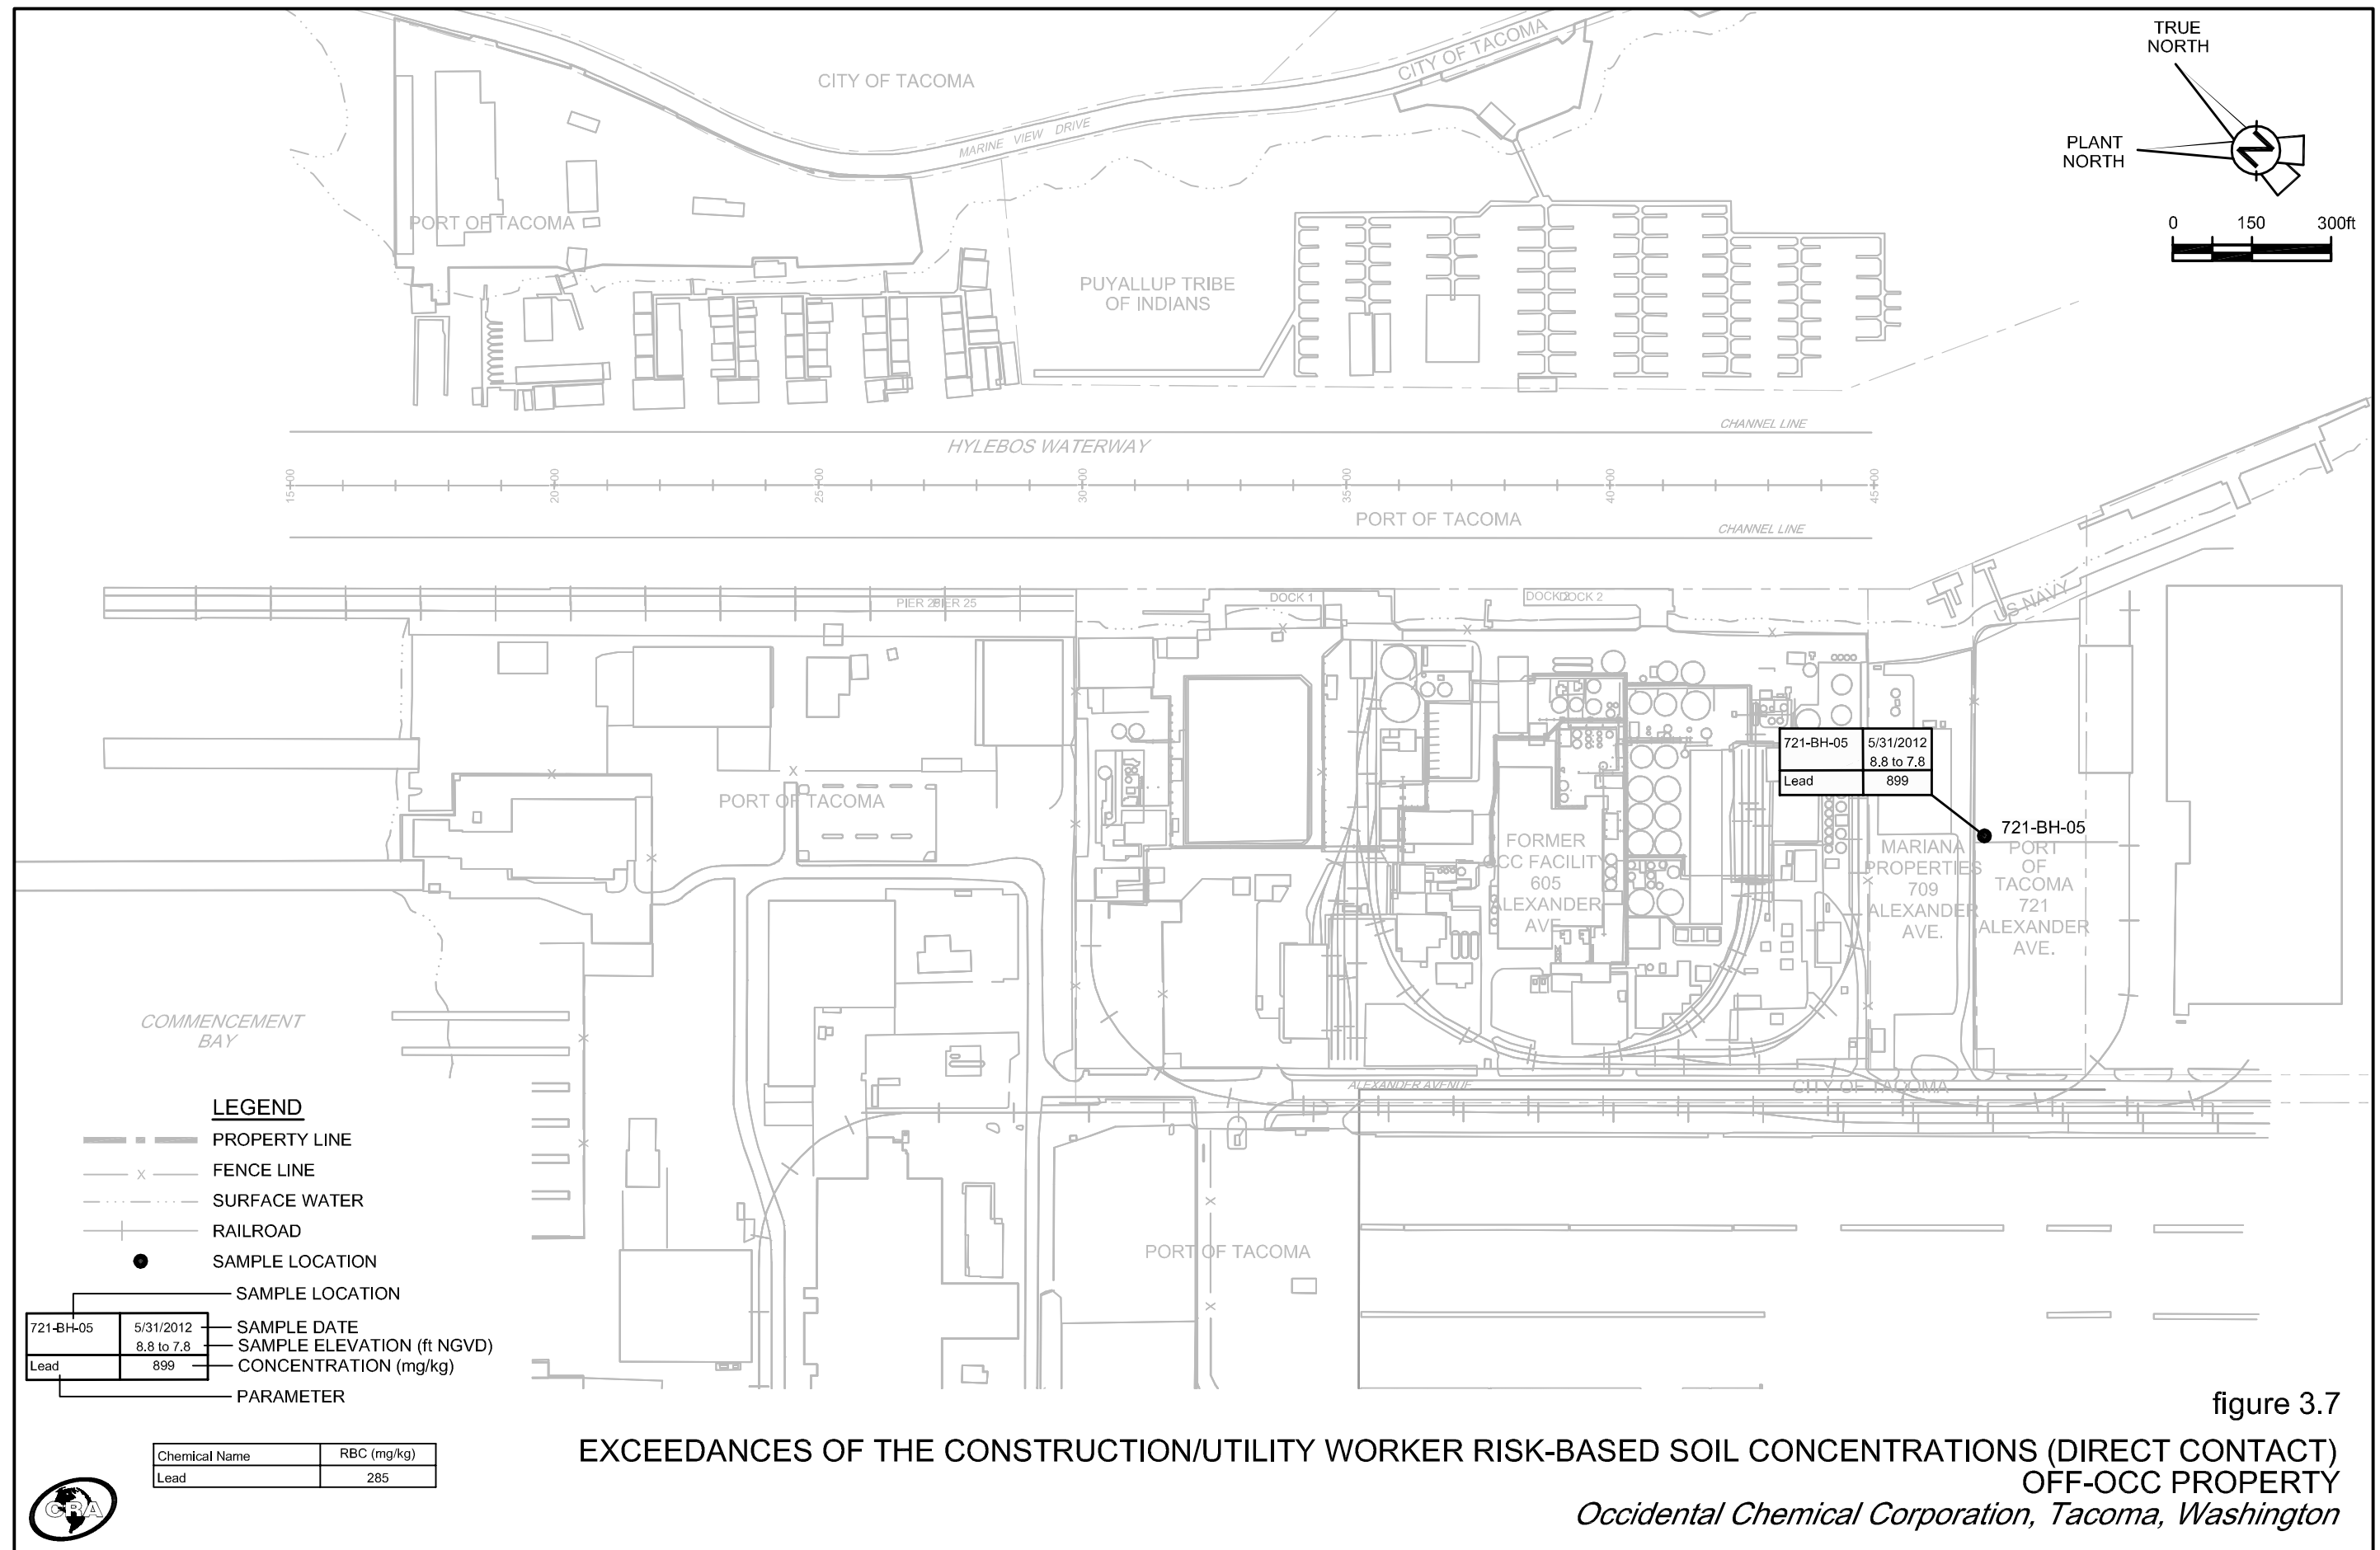 CITY OF TACOMA
CITY OF TACOMA
MARINE VIEW DRIVE
TRUE
NORTH
PLANT
NORTH
N
0 150 300ft
PORT OF TACOMA
PUYALLUP TRIBE
OF INDIANS
CHANNEL LINE
HYLEBOS WATERWAY
15+00 20+00 25+00 30+00 35+00 40+00 45+00
PORT OF TACOMA
CHANNEL LINE
PIER 25 PIER 25
DOCK 1
DOCK 2 DOCK 2
US NAVY
721-BH-05 5/31/2012
8.8 to 7.8
Lead 899
721-BH-05
PORT OF TACOMA
FORMER
OCC FACILITY
605
ALEXANDER
AVE.
MARIANA
PROPERTIES
709
ALEXANDER
AVE.
PORT
OF
TACOMA
721
ALEXANDER
AVE.
COMMENCEMENT
BAY
ALEXANDER AVENUE
CITY OF TACOMA
PORT OF TACOMA
LEGEND
PROPERTY LINE
X FENCE LINE
SURFACE WATER
RAILROAD
SAMPLE LOCATION
SAMPLE LOCATION
721-BH-05 5/31/2012 SAMPLE DATE
8.8 to 7.8 SAMPLE ELEVATION (ft NGVD)
Lead 899 CONCENTRATION (mg/kg)
PARAMETER
Chemical Name RBC (mg/kg)
Lead 285
CRA
figure 3.7
EXCEEDANCES OF THE CONSTRUCTION/UTILITY WORKER RISK-BASED SOIL CONCENTRATIONS (DIRECT CONTACT)
OFF-OCC PROPERTY
Occidental Chemical Corporation, Tacoma, Washington